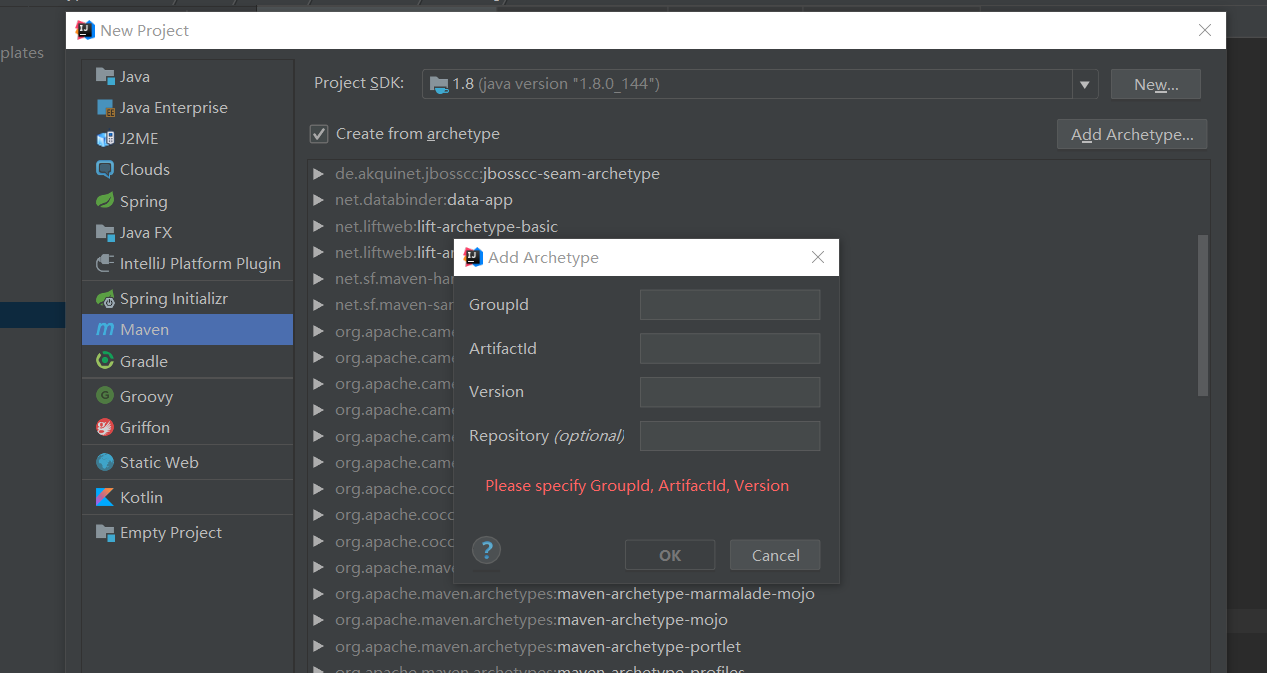 plates
New Project
Java
Java Enterprise
J2ME
Clouds
Spring
Java FX
IntelliJ Platform Plugin
Spring Initializr
Maven
Gradle
Groovy
Griffon
Static Web
Kotlin
Empty Project
Project SDK: 1.8 (java version "1.8.0_144") New...
Create from archetype Add Archetype...
de.akquinet.jbosscc:jbosscc-seam-archetype
net.databinder:data-app
net.liftweb:lift-archetype-basic
net.liftweb:lift-ar
net.sf.maven-har
net.sf.maven-sar
org.apache.came
org.apache.came
org.apache.came
org.apache.came
org.apache.came
org.apache.came
org.apache.coco
org.apache.coco
org.apache.coco
org.apache.mave
org.apache.maven.archetypes:maven-archetype-marmalade-mojo
org.apache.maven.archetypes:maven-archetype-mojo
org.apache.maven.archetypes:maven-archetype-portlet
org.apache.maven.archetypes:maven-archetype-profiles
Add Archetype
GroupId
ArtifactId
Version
Repository (optional)
Please specify GroupId, ArtifactId, Version
? OK Cancel